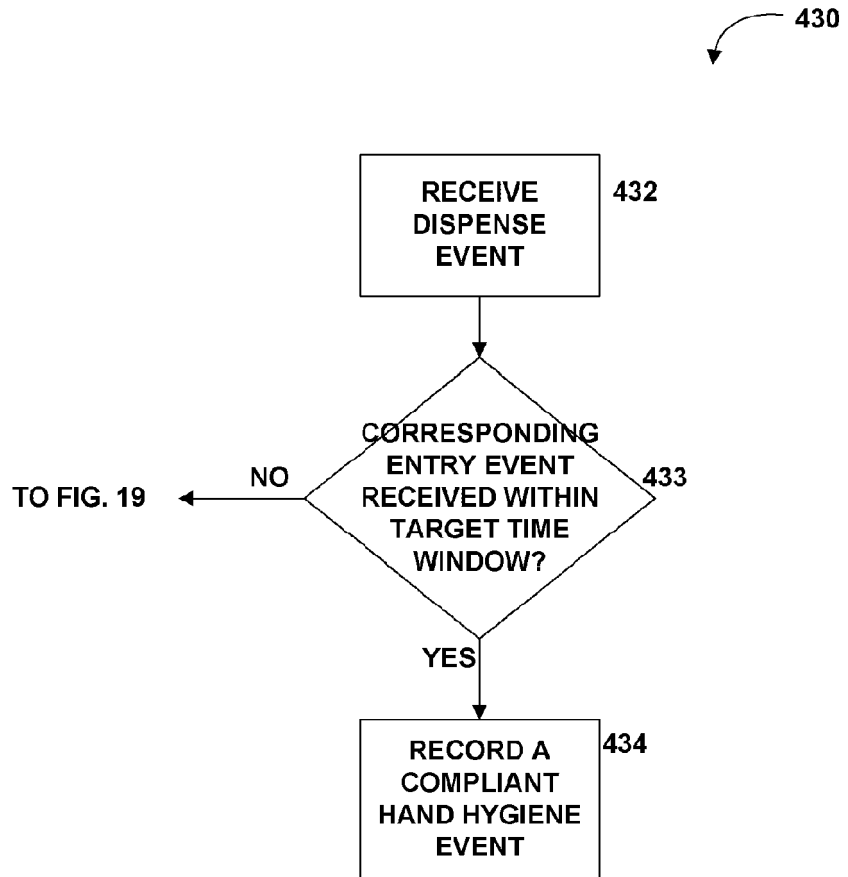 430
RECEIVE
DISPENSE
EVENT
432
CORRESPONDING
ENTRY EVENT
RECEIVED WITHIN
TARGET TIME
WINDOW?
433
NO
TO FIG. 19
YES
RECORD A
COMPLIANT
HAND HYGIENE
EVENT
434